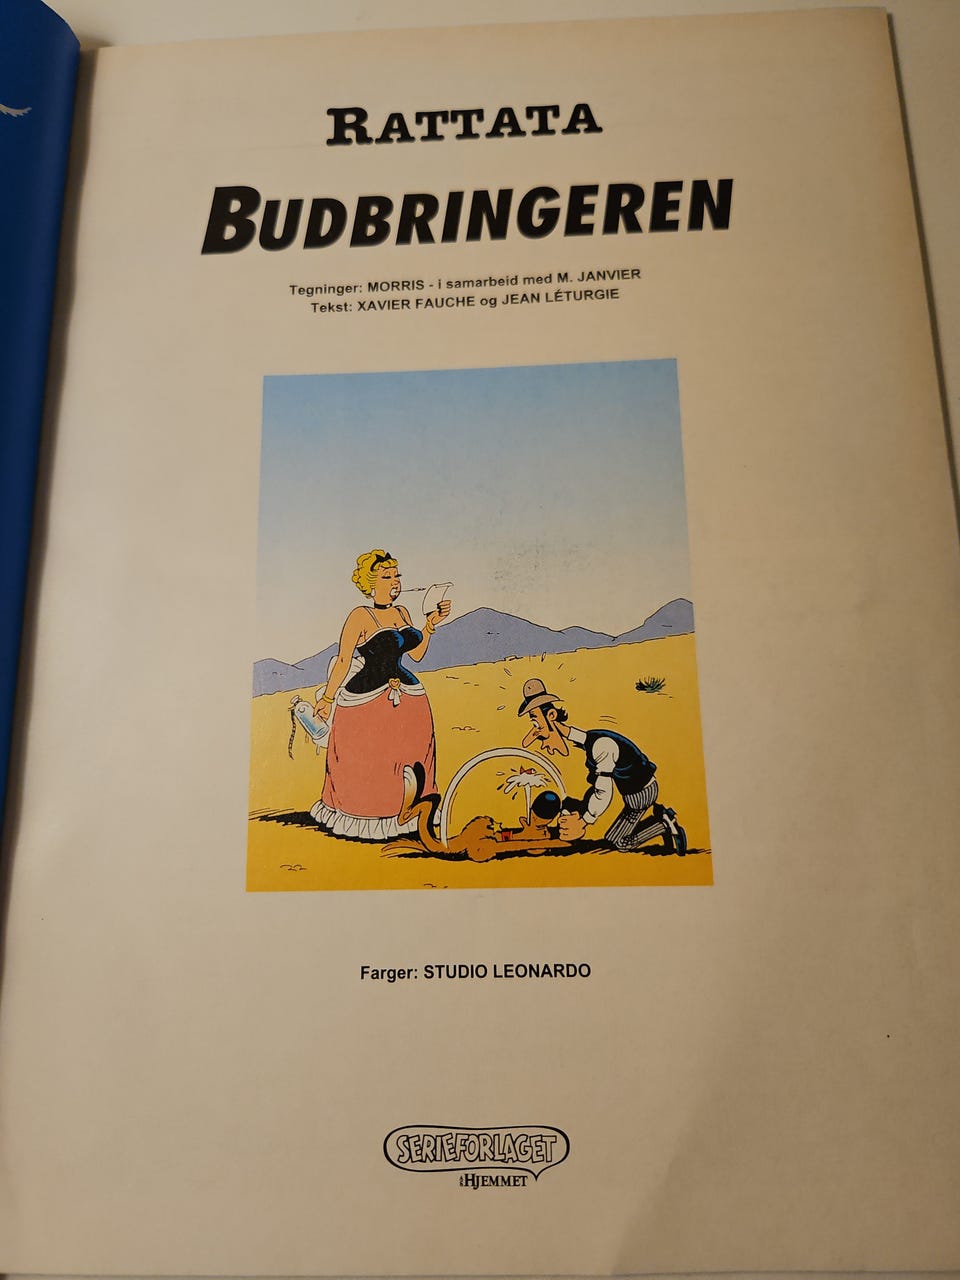 RATTATA
BUDBRINGEREN
Tegninger: MORRIS - i samarbeid med M. JANVIER
Tekst: XAVIER FAUCHE og JEAN LÉTURGIE
Farger: STUDIO LEONARDO
SERIEFORLAGET
HJEMMET